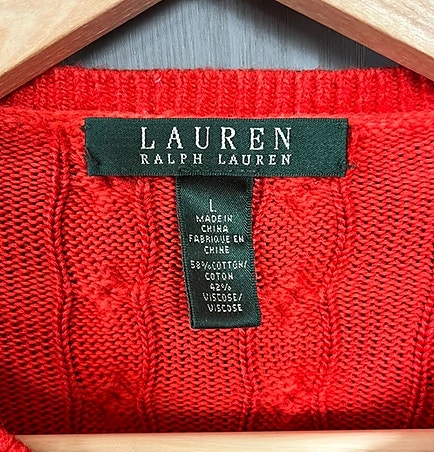 LAUREN
RALPH LAUREN
L
MADE IN
CHINA
FABRIQUE EN
CHINE
58%COTTON/
COTON
42%
VISCOSE/
VISCOSE